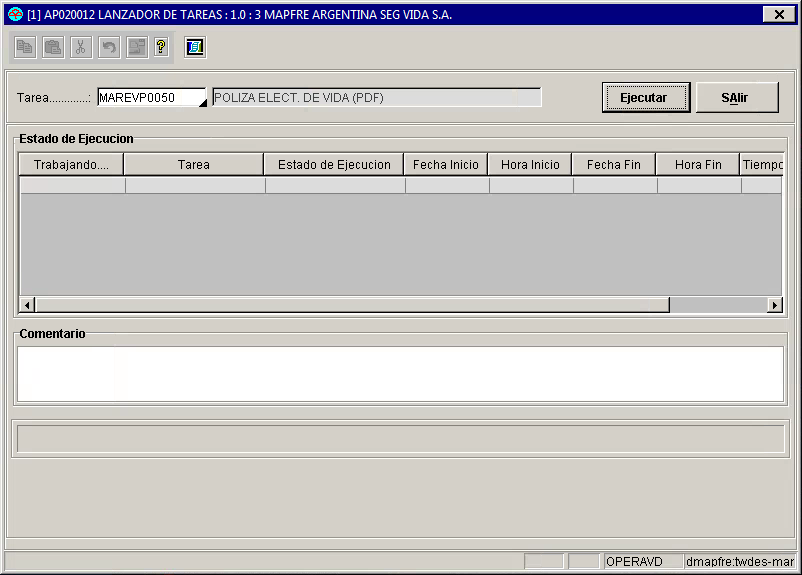 [1] AP020012 LANZADOR DE TAREAS : 1.0 : 3 MAPFRE ARGENTINA SEG VIDA S.A.
Tarea............: MAREVP0050 POLIZA ELECT. DE VIDA (PDF) Ejecutar SAlir
Estado de Ejecucion
Trabajando.... Tarea Estado de Ejecucion Fecha Inicio Hora Inicio Fecha Fin Hora Fin Tiempo
Comentario
OPERAVD dmapfre:twdes-mar